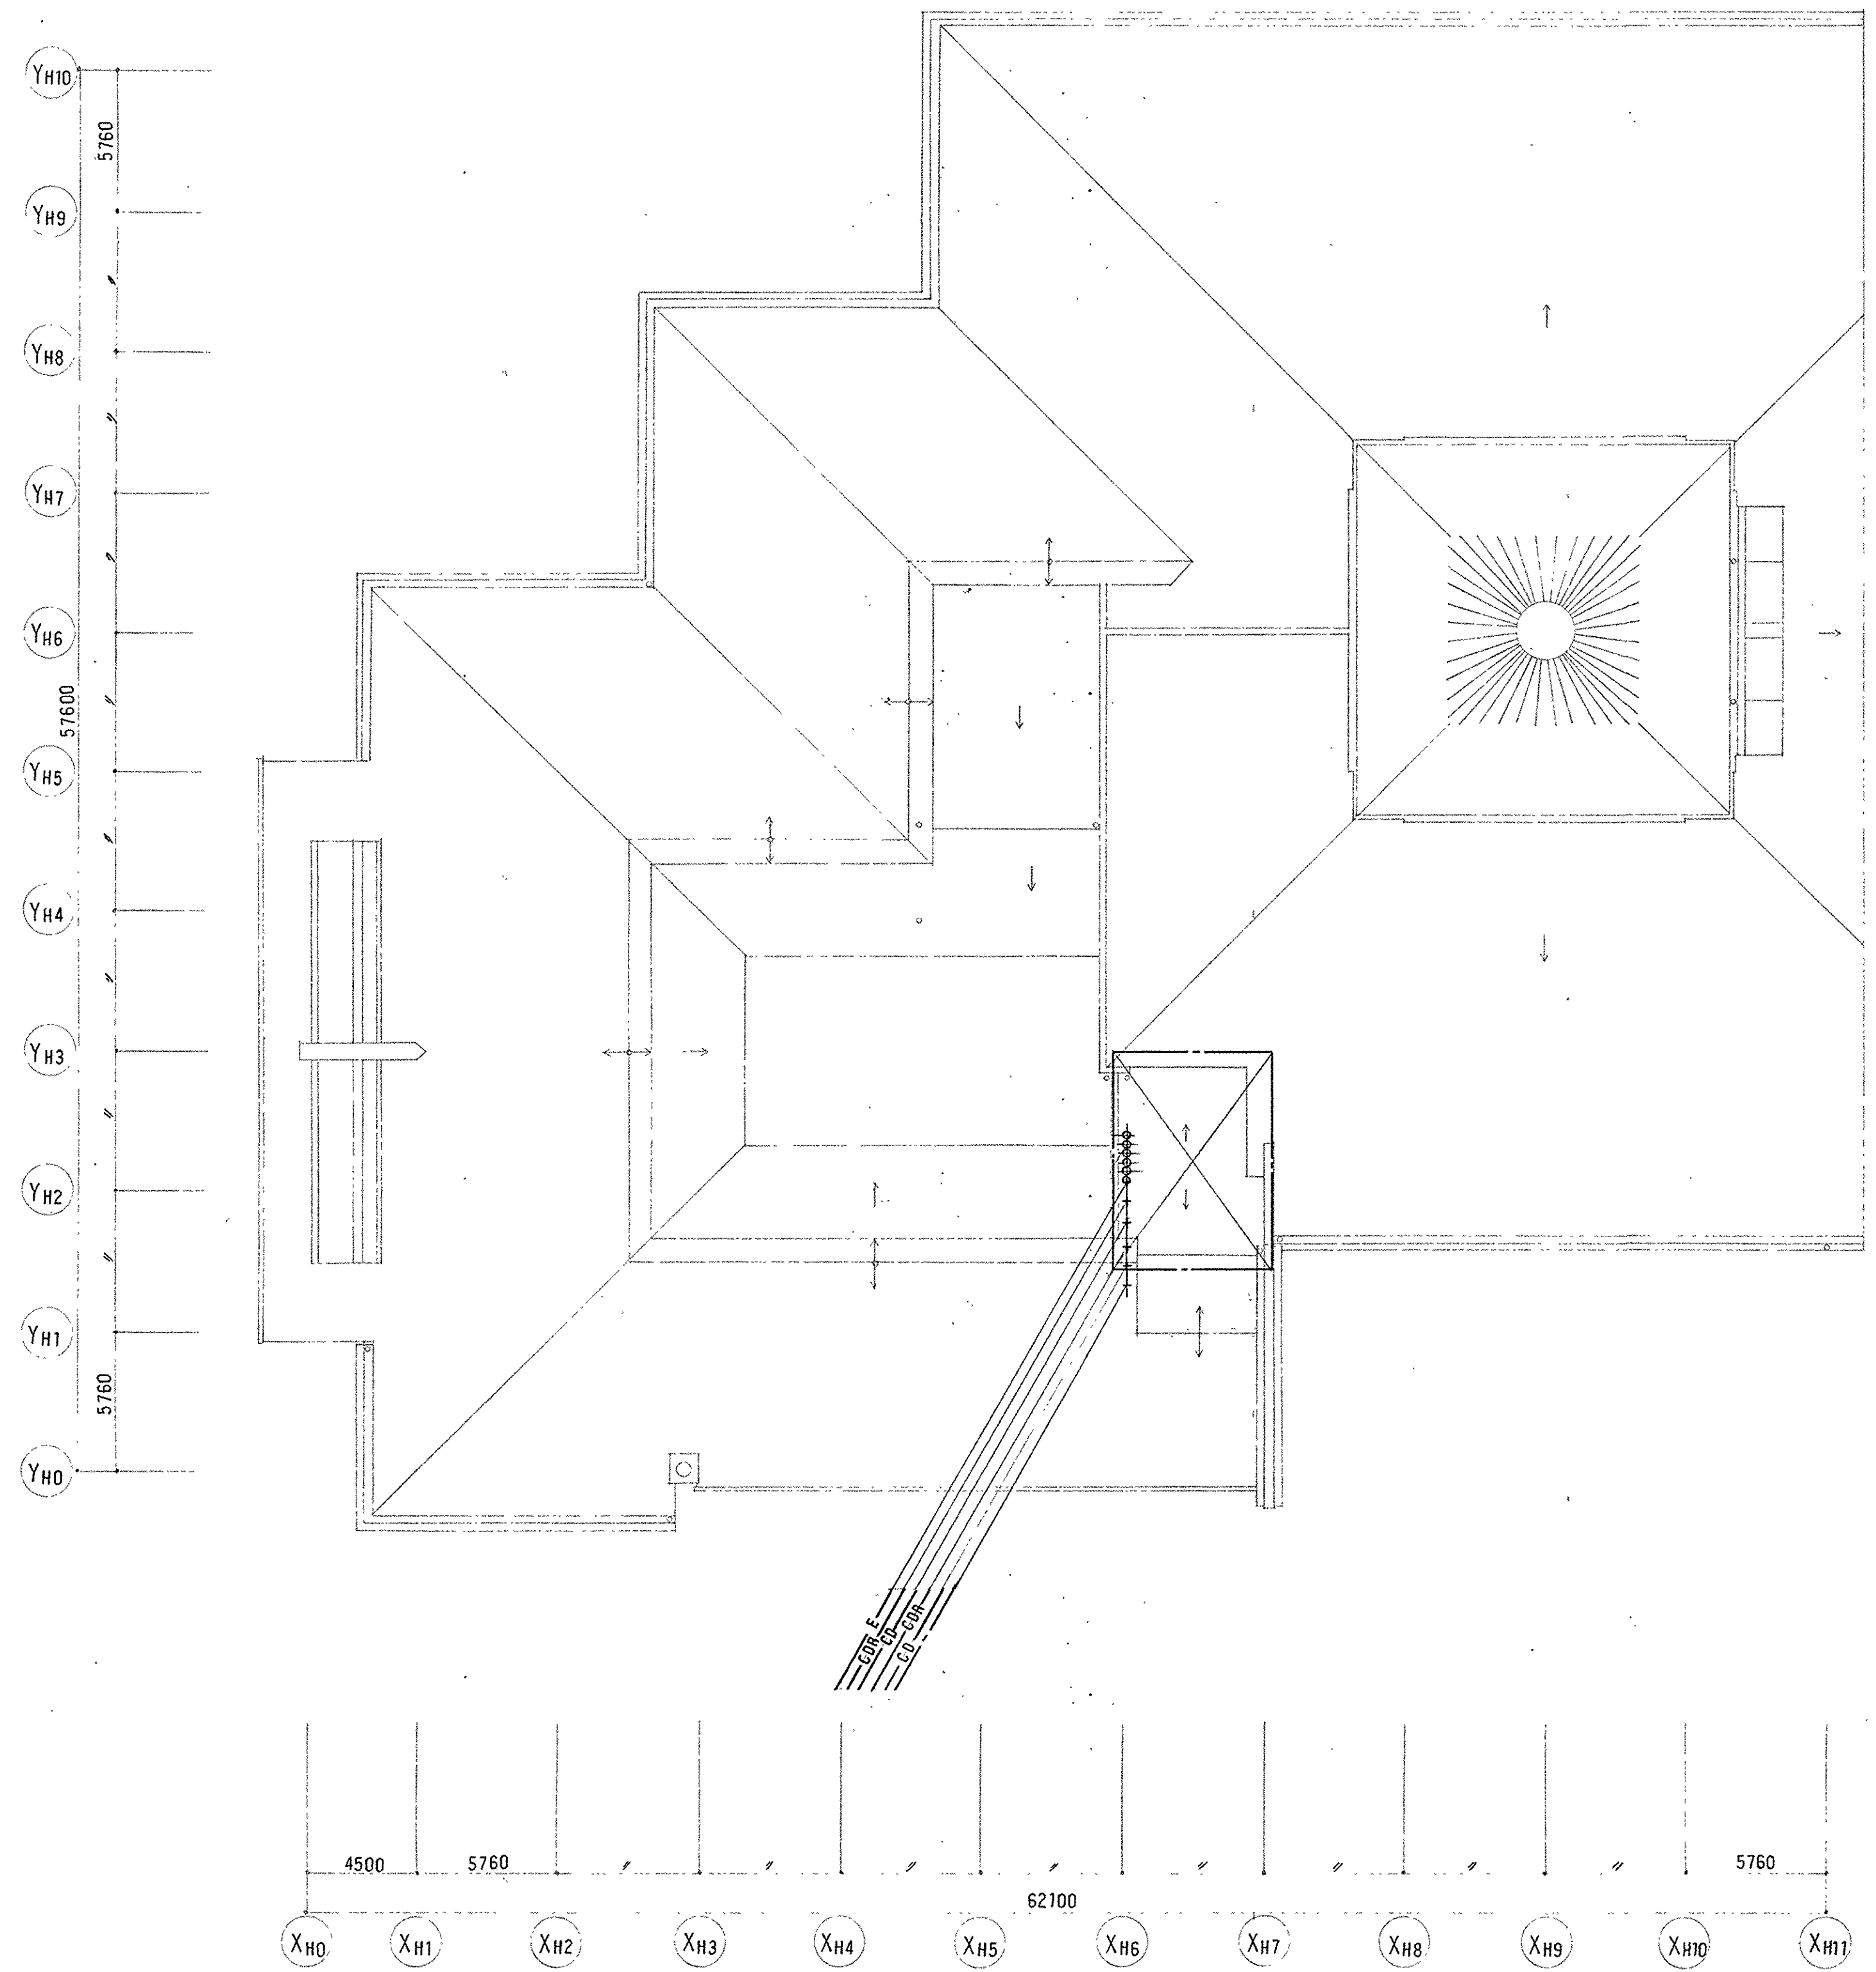 YH10
5760
YH9
〃
YH8
〃
YH7
〃
YH6
57600
〃
YH5
〃
YH4
〃
YH3
〃
YH2
〃
YH1
5760
YH0
CDR E
CD CDR
CD
4500 5760 〃 〃 〃 〃 〃 〃 〃 〃 5760
62100
XH0 XH1 XH2 XH3 XH4 XH5 XH6 XH7 XH8 XH9 XH10 XH11